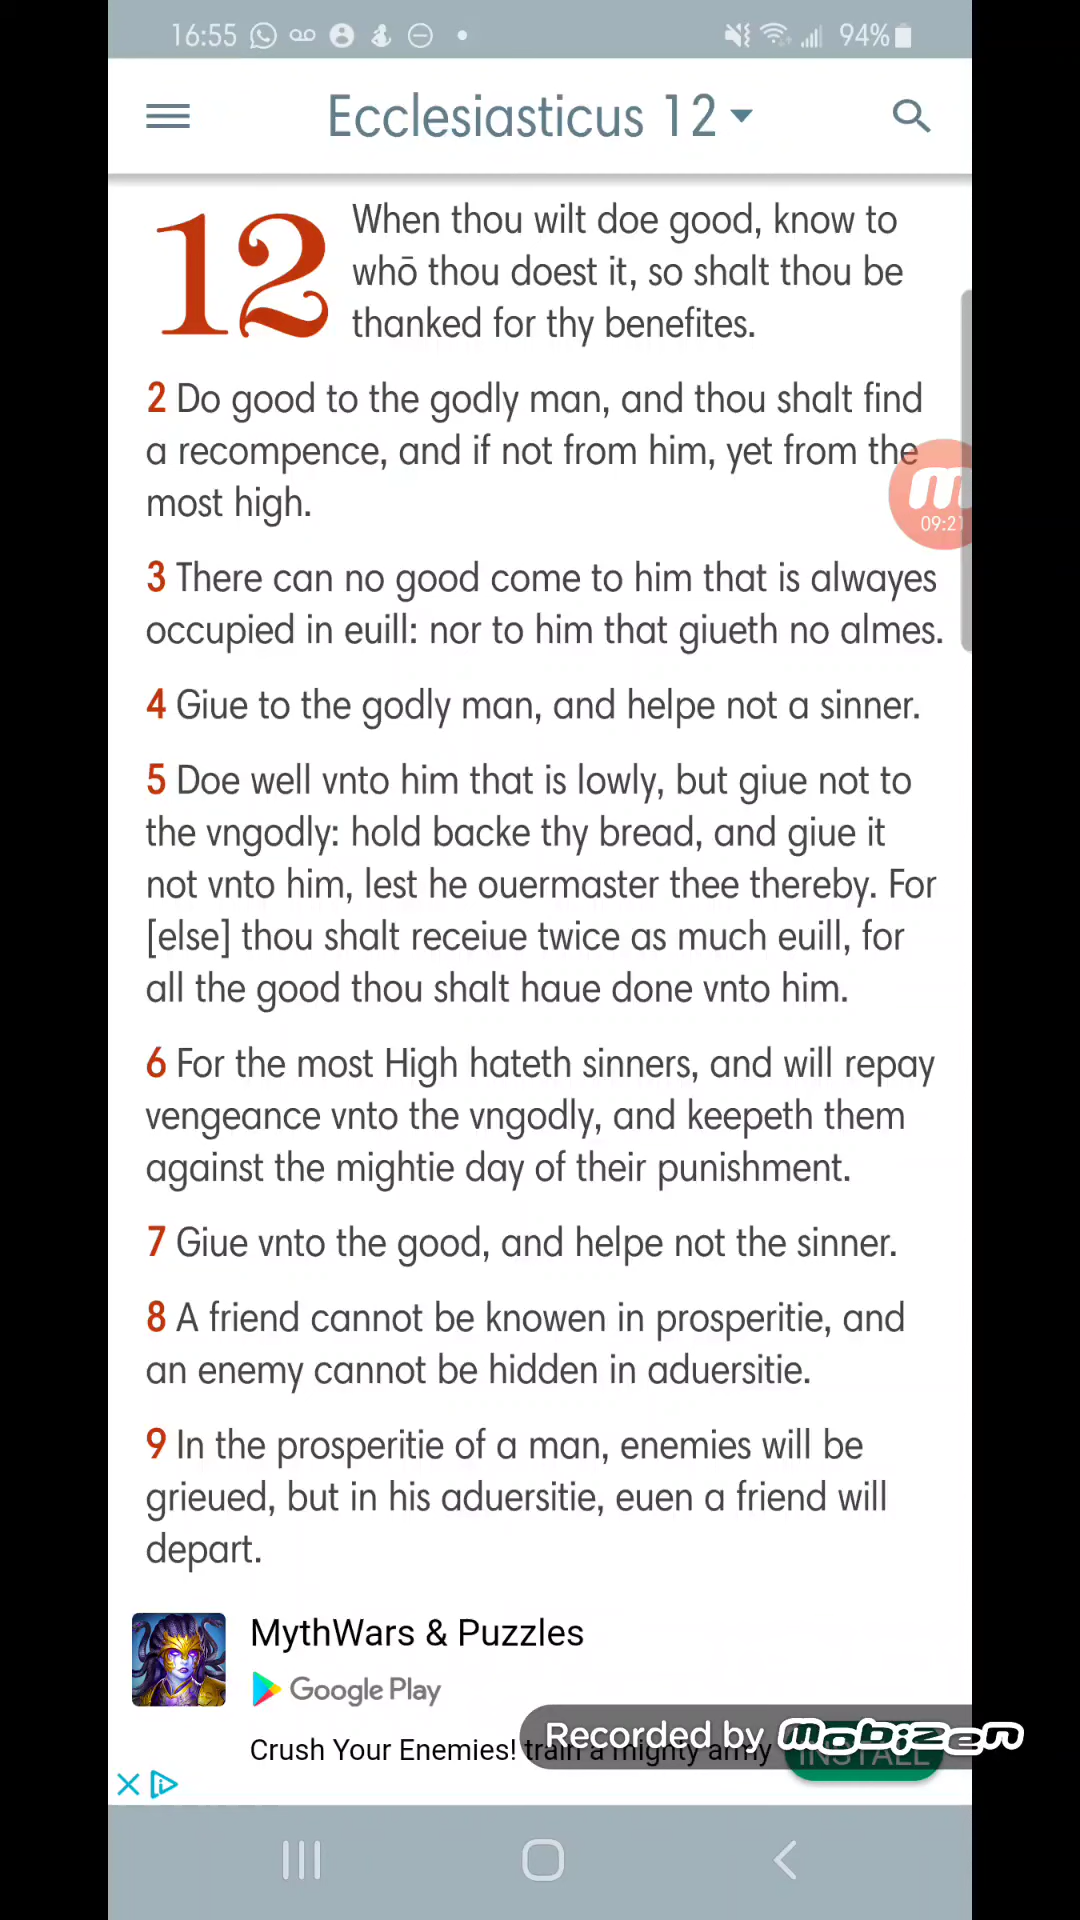 16:55
94%
Ecclesiasticus 12
12 When thou wilt doe good, know to
whō thou doest it, so shalt thou be
thanked for thy benefites.
2 Do good to the godly man, and thou shalt find
a recompence, and if not from him, yet from the
most high.
09:21
3 There can no good come to him that is alwayes
occupied in euill: nor to him that giueth no almes.
4 Giue to the godly man, and helpe not a sinner.
5 Doe well vnto him that is lowly, but giue not to
the vngodly: hold backe thy bread, and giue it
not vnto him, lest he ouermaster thee thereby. For
[else] thou shalt receiue twice as much euill, for
all the good thou shalt haue done vnto him.
6 For the most High hateth sinners, and will repay
vengeance vnto the vngodly, and keepeth them
against the mightie day of their punishment.
7 Giue vnto the good, and helpe not the sinner.
8 A friend cannot be knowen in prosperitie, and
an enemy cannot be hidden in aduersitie.
9 In the prosperitie of a man, enemies will be
grieued, but in his aduersitie, euen a friend will
depart.
MythWars & Puzzles
Google Play
Recorded by mobizen
Crush Your Enemies! train a mighty army
INSTALL